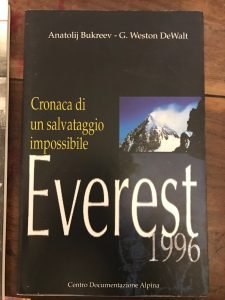 Anatolij Bukreev - G. Weston DeWalt
Cronaca di
un salvataggio
impossibile
Everest
1996
Centro Documentazione Alpina